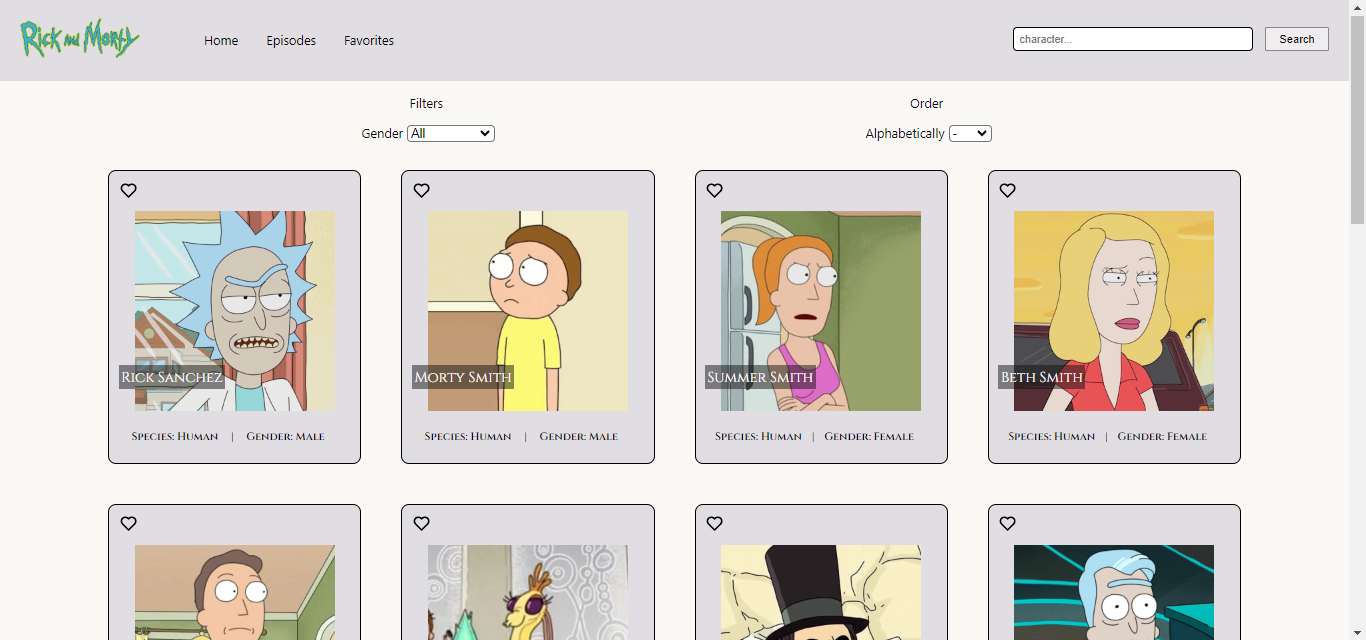 Rick and Morty Home Episodes Favorites character... Search
Filters Order
Gender All Alphabetically -
Rick Sanchez Morty Smith Summer Smith Beth Smith
Species: Human | Gender: Male Species: Human | Gender: Male Species: Human | Gender: Female Species: Human | Gender: Female